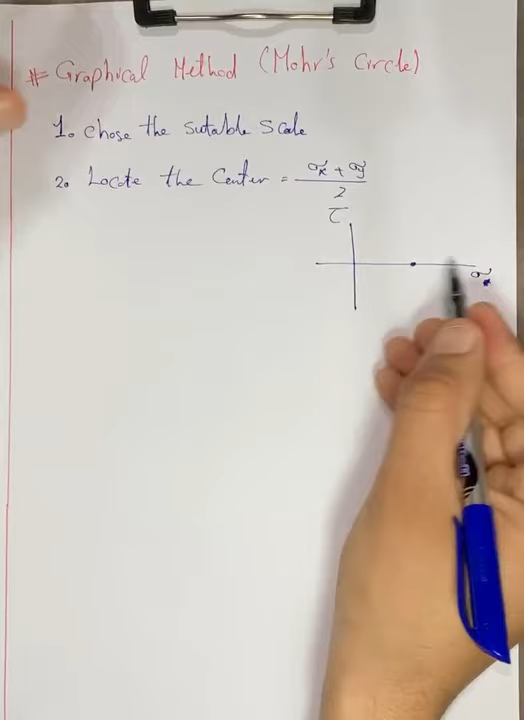 # Graphical Method (Mohr's Circle)
1. chose the sutable scale
2. Locate the Center = σx + σy / 2
τ
σ